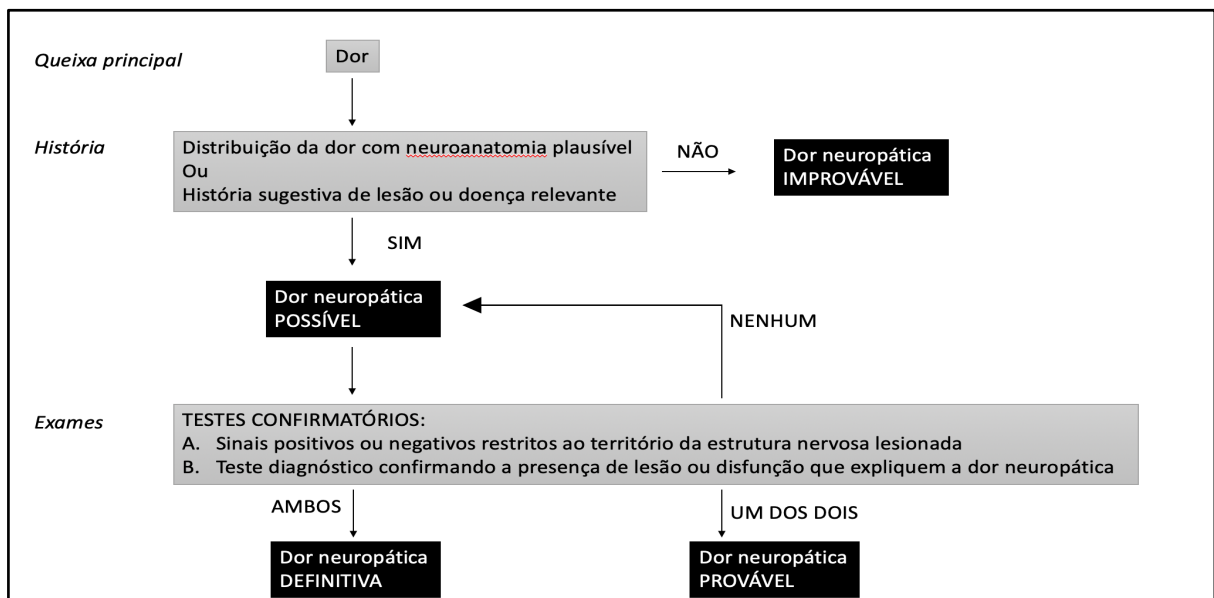 Queixa principal
Dor
História
Distribuição da dor com neuroanatomia plausível
Ou
História sugestiva de lesão ou doença relevante
NÃO
Dor neuropática
IMPROVÁVEL
SIM
Dor neuropática
POSSÍVEL
NENHUM
Exames
TESTES CONFIRMATÓRIOS:
A. Sinais positivos ou negativos restritos ao território da estrutura nervosa lesionada
B. Teste diagnóstico confirmando a presença de lesão ou disfunção que expliquem a dor neuropática
AMBOS
UM DOS DOIS
Dor neuropática
DEFINITIVA
Dor neuropática
PROVÁVEL